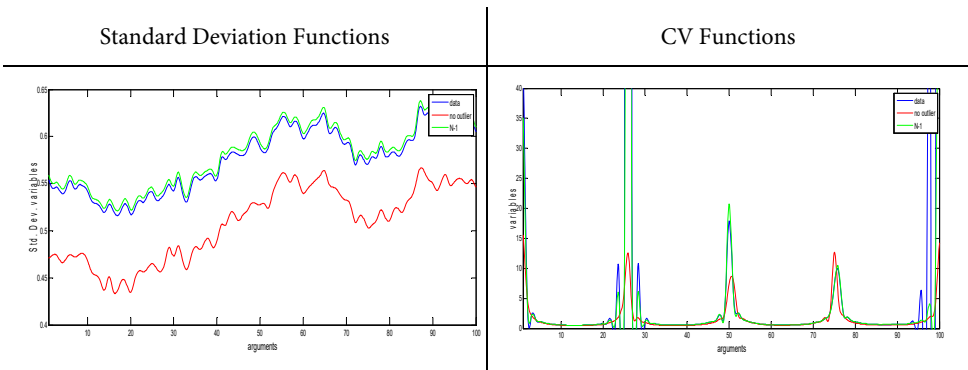 Standard Deviation Functions
CV Functions
0.65
0.6
0.55
0.5
0.45
0.4
Std. Dev. variables
10 20 30 40 50 60 70 80 90 100
arguments
data
no outlier
N-1
40
35
30
25
20
15
10
5
0
variables
10 20 30 40 50 60 70 80 90 100
arguments
data
no outlier
N-1